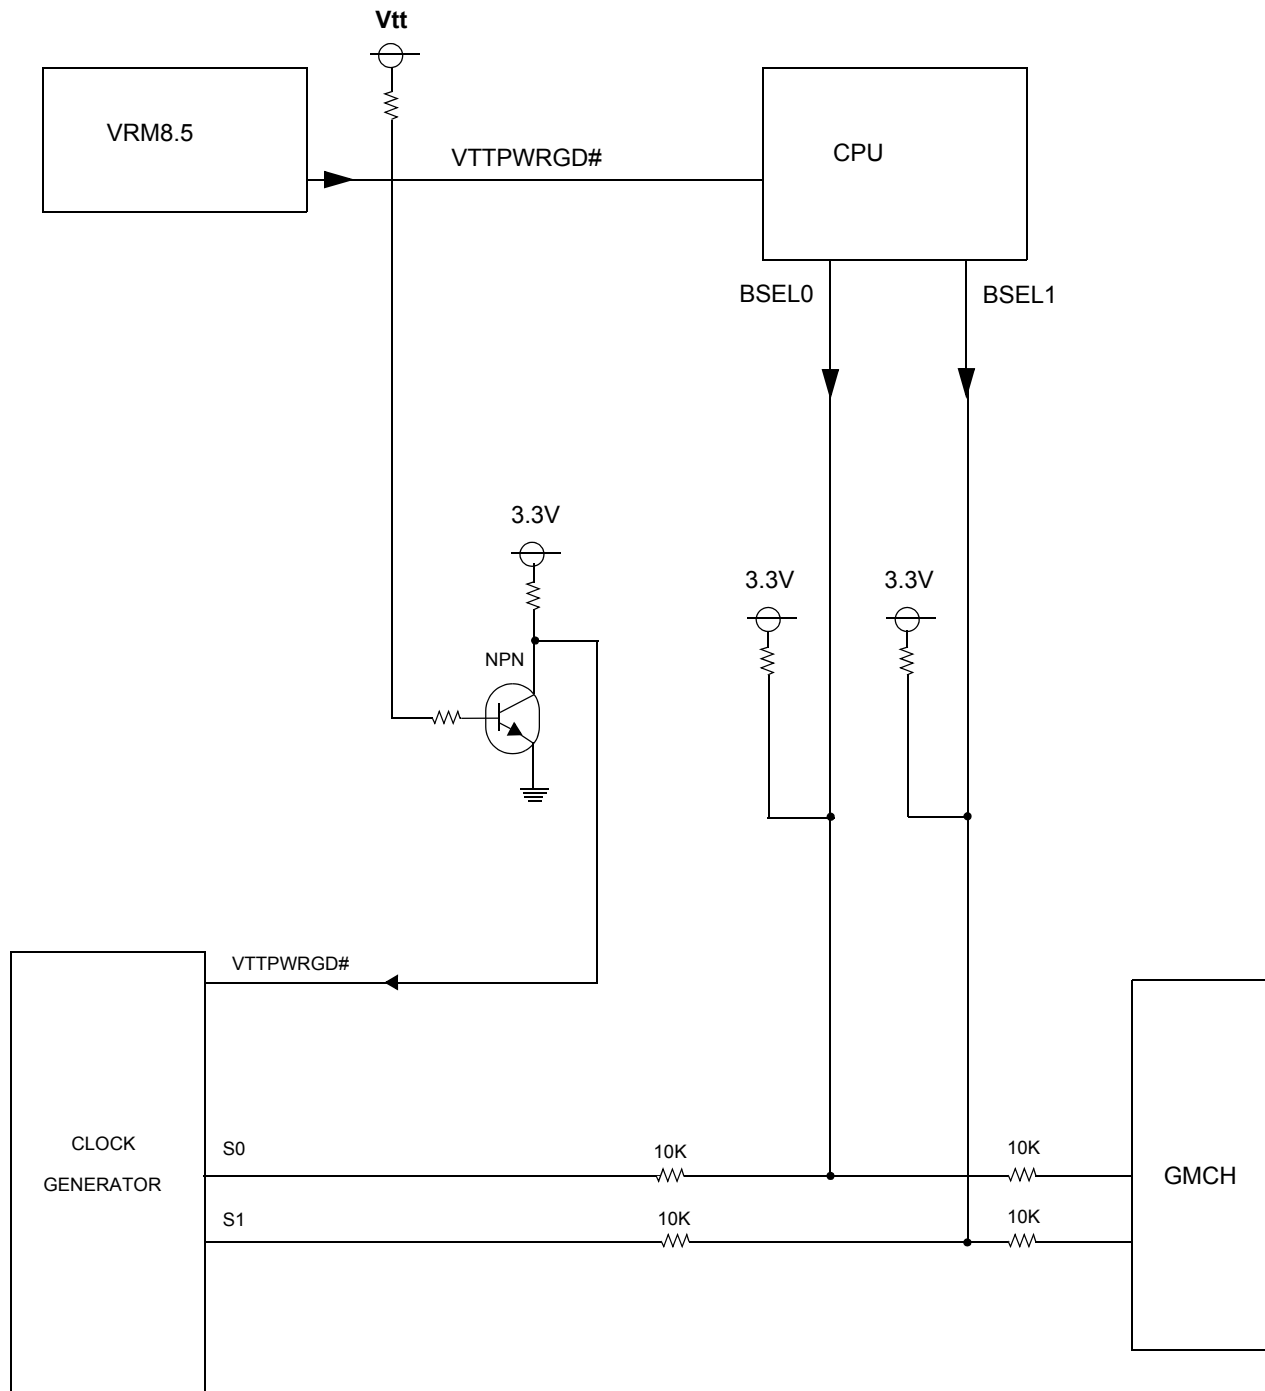 Vtt
VRM8.5
VTTPWRGD#
CPU
BSEL0
BSEL1
3.3V
3.3V
3.3V
NPN
VTTPWRGD#
CLOCK
GENERATOR
S0
10K
10K
GMCH
S1
10K
10K